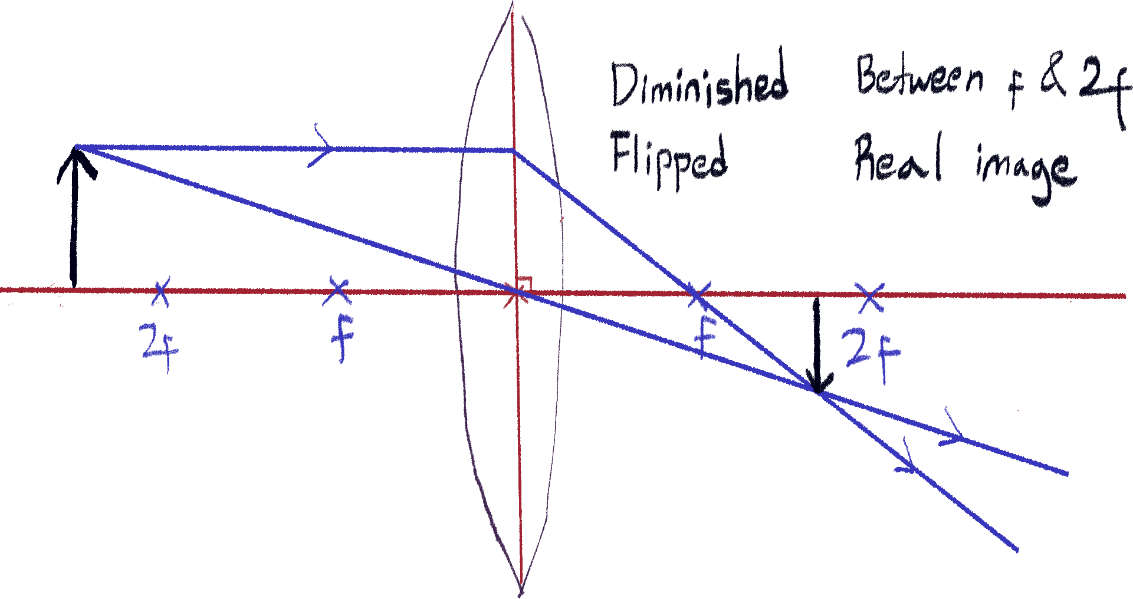 Diminished Between f & 2f
Flipped Real image
2f f f 2f